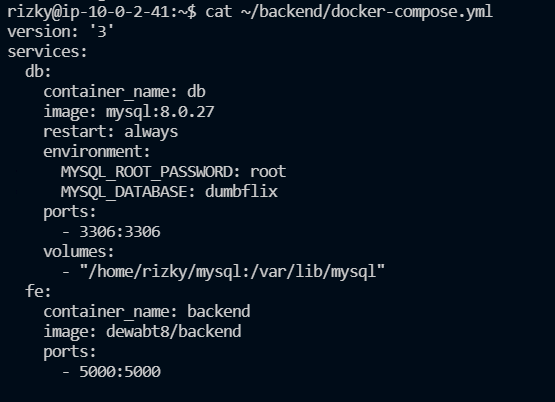 rizky@ip-10-0-2-41:~$ cat ~/backend/docker-compose.yml
version: '3'
services:
  db:
    container_name: db
    image: mysql:8.0.27
    restart: always
    environment:
      MYSQL_ROOT_PASSWORD: root
      MYSQL_DATABASE: dumbflix
    ports:
      - 3306:3306
    volumes:
      - "/home/rizky/mysql:/var/lib/mysql"
  fe:
    container_name: backend
    image: dewabt8/backend
    ports:
      - 5000:5000